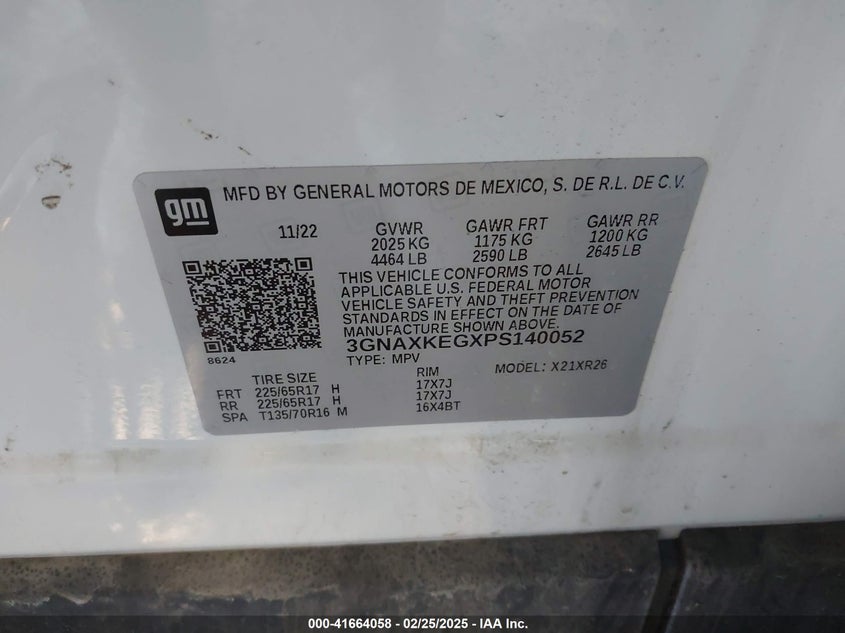 gm
MFD BY GENERAL MOTORS DE MEXICO, S. DE R.L. DE C.V.
11/22 GVWR GAWR FRT GAWR RR
2025 KG 1175 KG 1200 KG
4464 LB 2590 LB 2645 LB
THIS VEHICLE CONFORMS TO ALL
APPLICABLE U.S. FEDERAL MOTOR
VEHICLE SAFETY AND THEFT PREVENTION
STANDARDS IN EFFECT ON THE DATE OF
MANUFACTURE SHOWN ABOVE.
3GNAXKEGXPS140052
8624
TYPE: MPV MODEL: X21XR26
TIRE SIZE RIM
FRT 225/65R17 H 17X7J
RR 225/65R17 H 17X7J
SPA T135/70R16 M 16X4BT
000-41664058 - 02/25/2025 - Copyright © 2025 IAA, Inc.